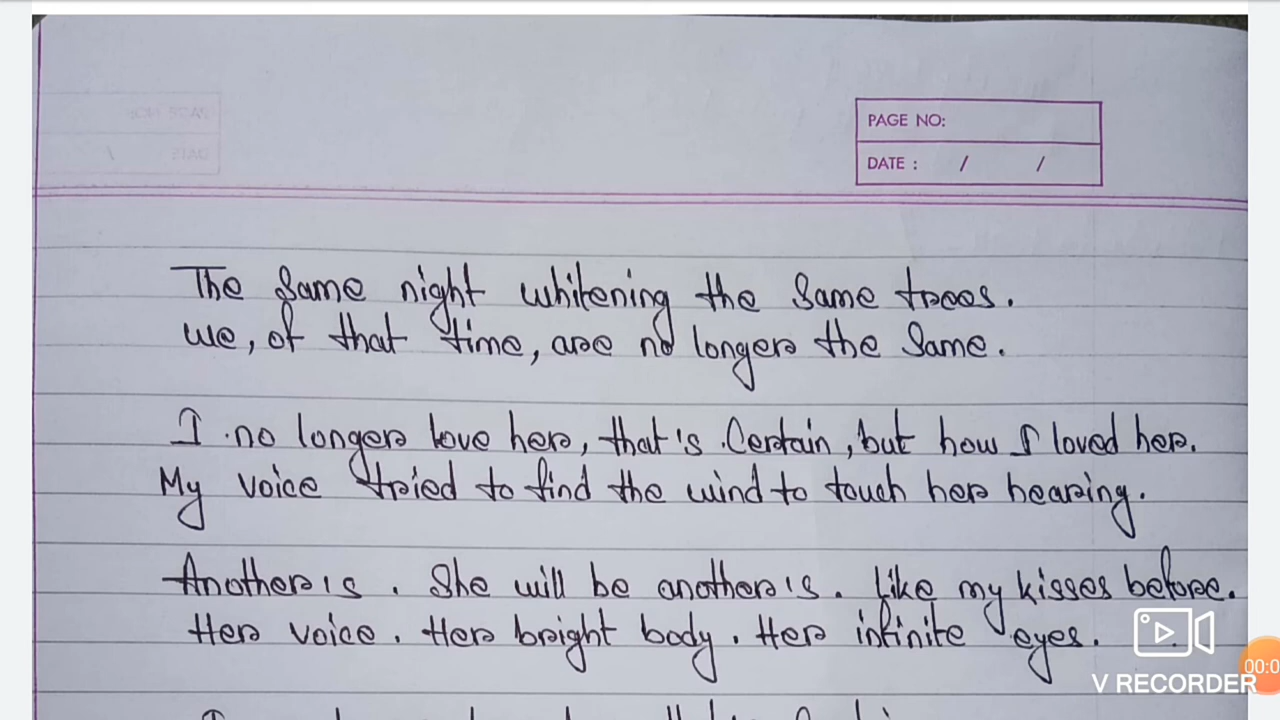 PAGE NO:
DATE : / /
The same night whitening the same trees.
We, of that time, are no longer the same.
I no longer love her, that's certain, but how I loved her.
My voice tried to find the wind to touch her hearing.
Another's. She will be another's. Like my kisses before.
Her voice. Her bright body. Her infinite eyes.
V RECORDER
00:0